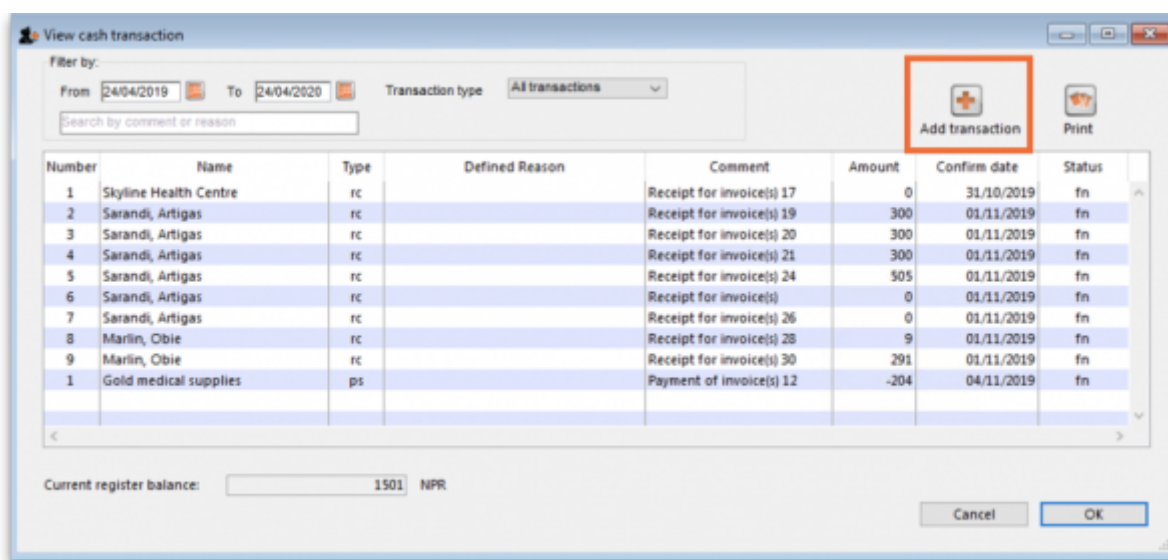 View cash transaction
Filter by:
From 24/04/2019 To 24/04/2020 Transaction type All transactions
Search by comment or reason
Add transaction Print
Number Name Type Defined Reason Comment Amount Confirm date Status
1 Skyline Health Centre rc Receipt for invoice(s) 17 0 31/10/2019 fn
2 Sarandi, Artigas rc Receipt for invoice(s) 19 300 01/11/2019 fn
3 Sarandi, Artigas rc Receipt for invoice(s) 20 300 01/11/2019 fn
4 Sarandi, Artigas rc Receipt for invoice(s) 21 300 01/11/2019 fn
5 Sarandi, Artigas rc Receipt for invoice(s) 24 505 01/11/2019 fn
6 Sarandi, Artigas rc Receipt for invoice(s) 0 01/11/2019 fn
7 Sarandi, Artigas rc Receipt for invoice(s) 26 0 01/11/2019 fn
8 Marlin, Obie rc Receipt for invoice(s) 28 9 01/11/2019 fn
9 Marlin, Obie rc Receipt for invoice(s) 30 291 01/11/2019 fn
1 Gold medical supplies ps Payment of invoice(s) 12 -204 04/11/2019 fn
Current register balance: 1501 NPR
Cancel OK